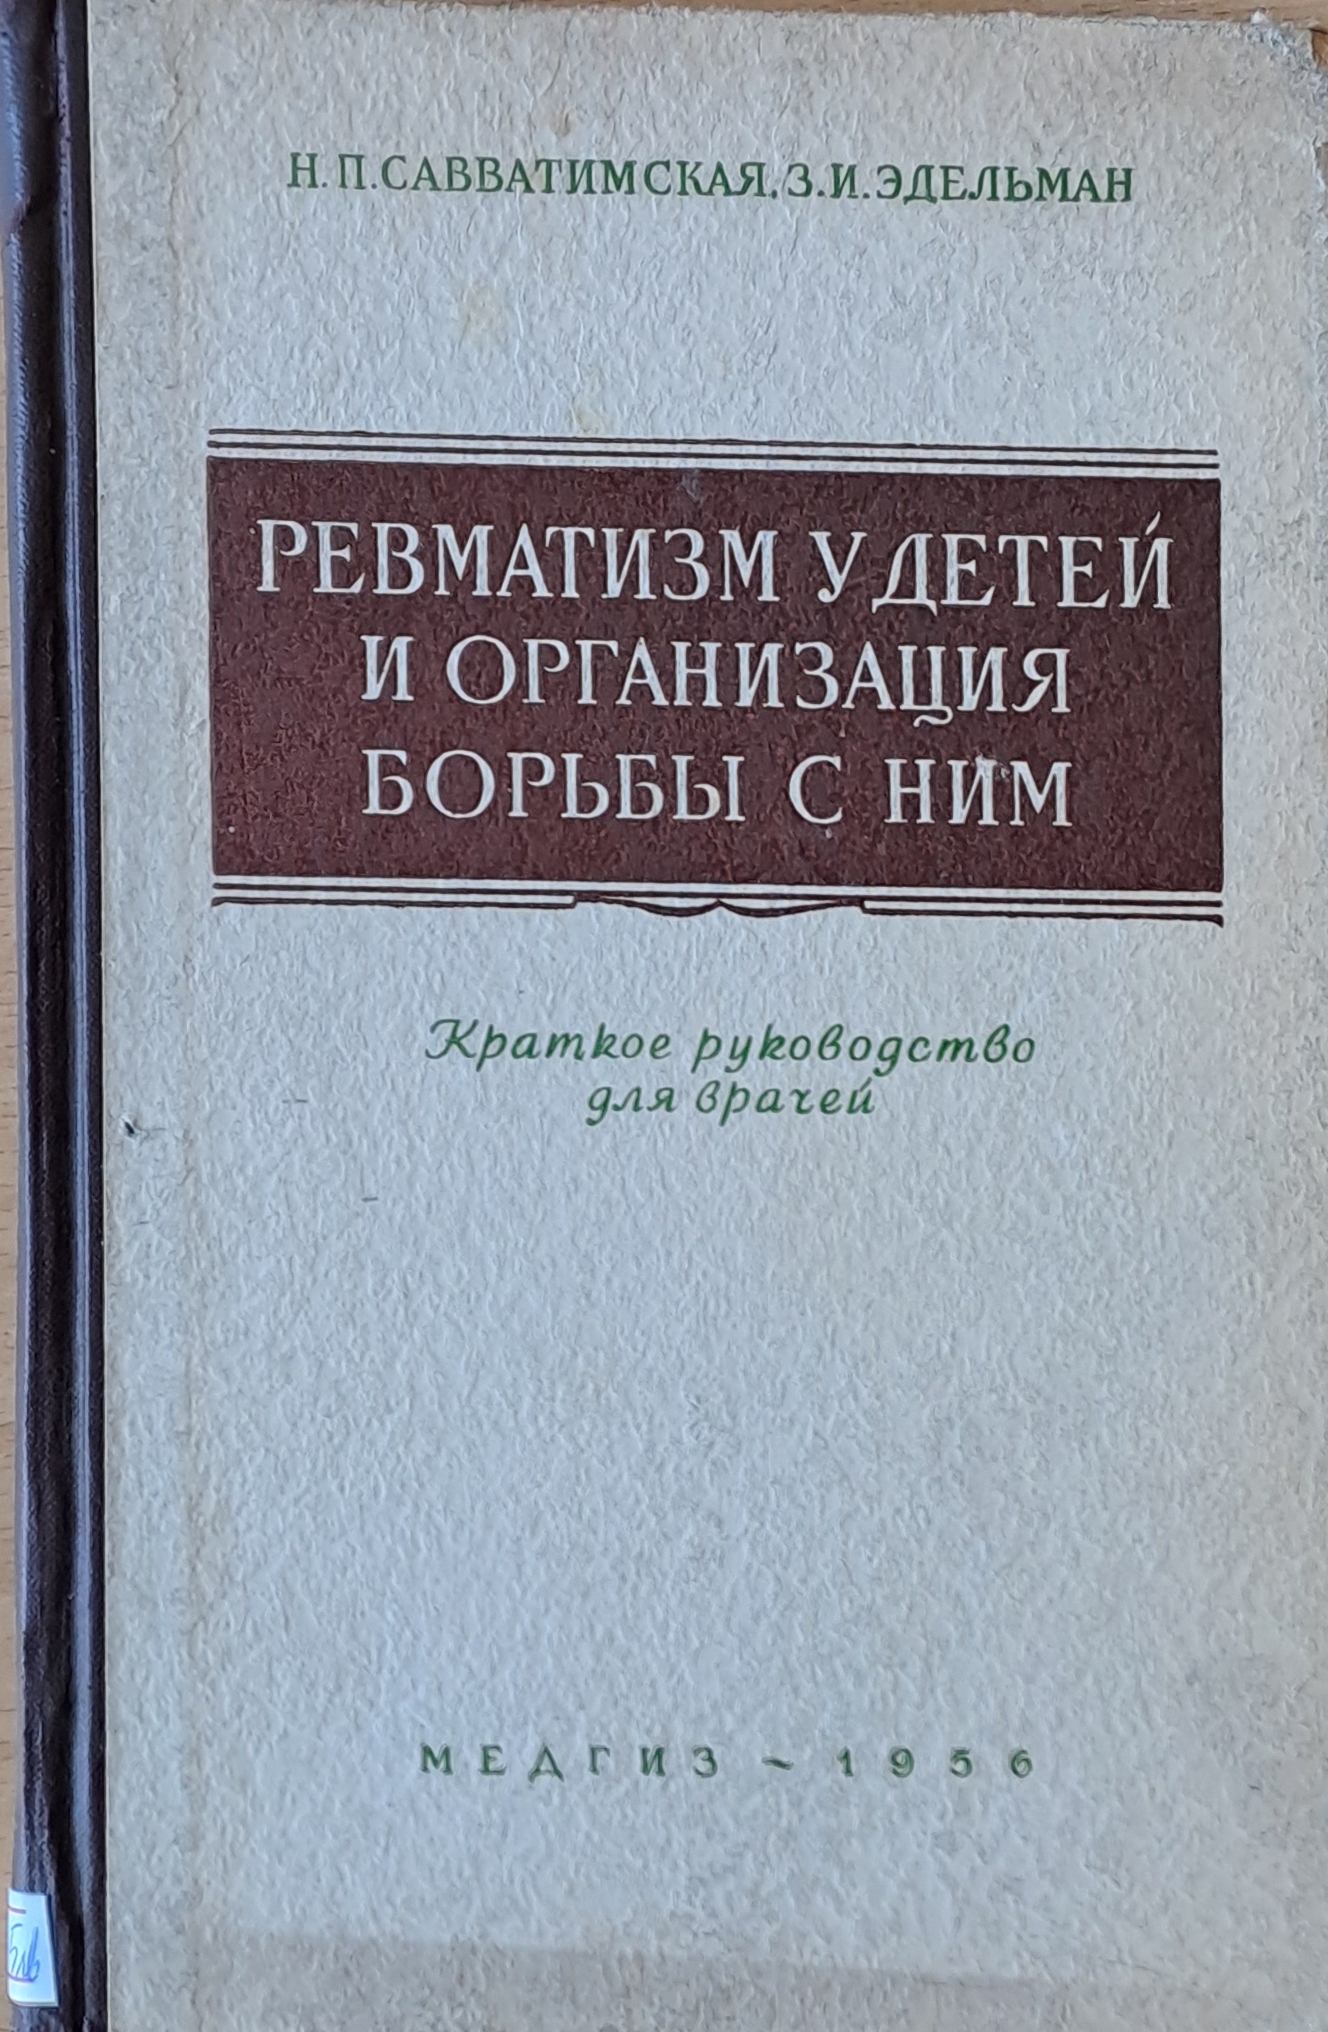 Н. П. САВВАТИМСКАЯ, З. И. ЭДЕЛЬМАН
РЕВМАТИЗМ У ДЕТЕЙ
И ОРГАНИЗАЦИЯ
БОРЬБЫ С НИМ
Краткое руководство
для врачей
МЕДГИЗ ~ 1956